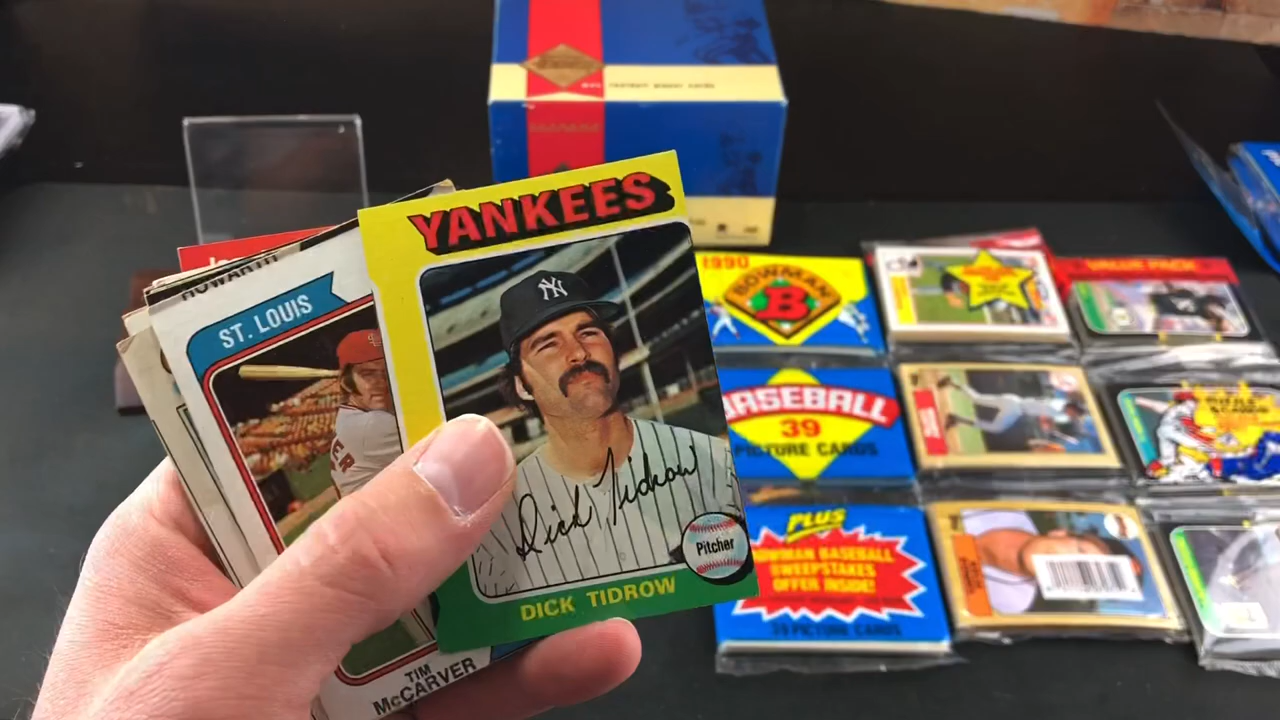 YANKEES
NY
Dick Tidrow
Pitcher
DICK TIDROW
HOWARTH
ST. LOUIS
TIM
McCARVER
1990
BOWMAN
B
BASEBALL
39
PICTURE CARDS
PLUS
BOWMAN BASEBALL
SWEEPSTAKES
OFFER INSIDE!
39 PICTURE CARDS
VALUE PACK